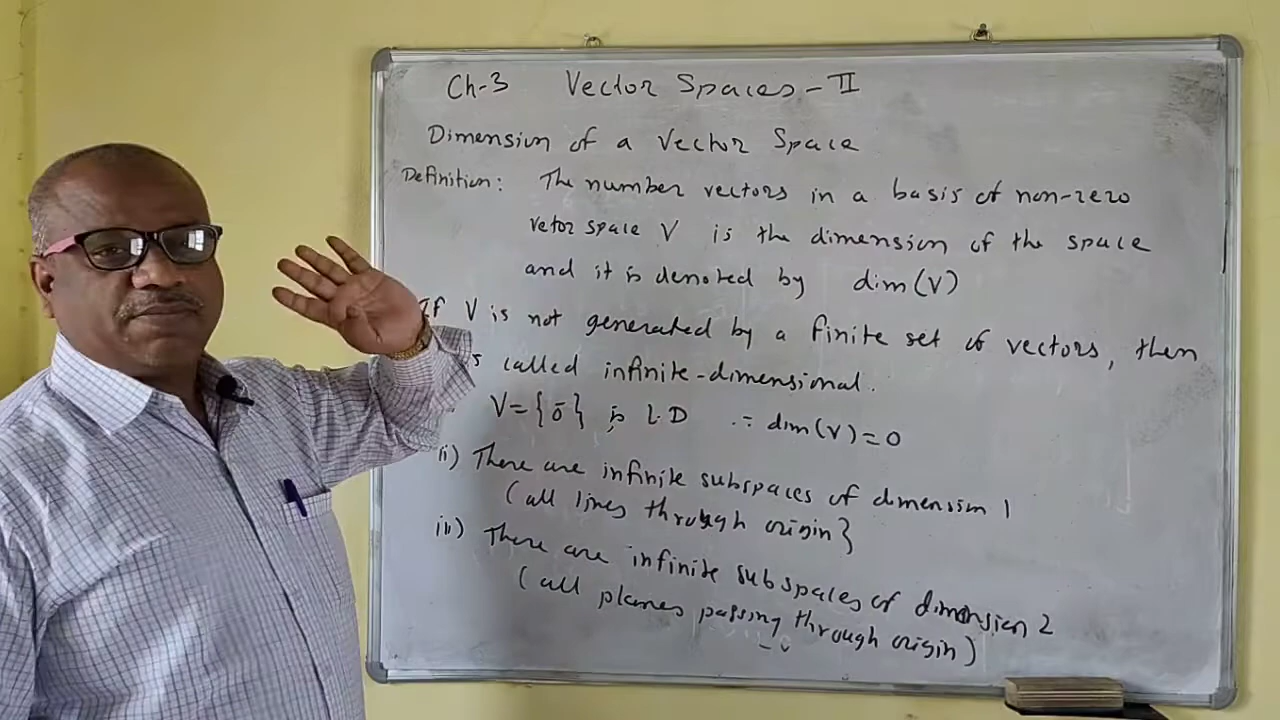 Ch-3 Vector Spaces - II
Dimension of a Vector Space
Definition: The number vectors in a basis of non-zero
vetor space V is the dimension of the space
and it is denoted by dim(V)
If V is not generated by a finite set of vectors, then
called infinite-dimensional.
V = {ō} is L.D ∴ dim(V) = 0
ii) There are infinite subspaces of dimension 1
(all lines through origin}
iii) There are infinite subspaces of dimension 2
(all planes passing through origin)